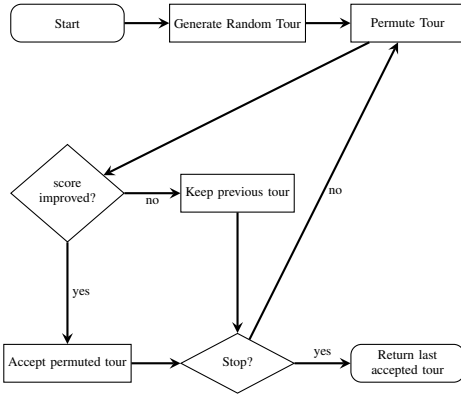 Start
Generate Random Tour
Permute Tour
score
improved?
no
Keep previous tour
no
yes
Accept permuted tour
Stop?
yes
Return last
accepted tour